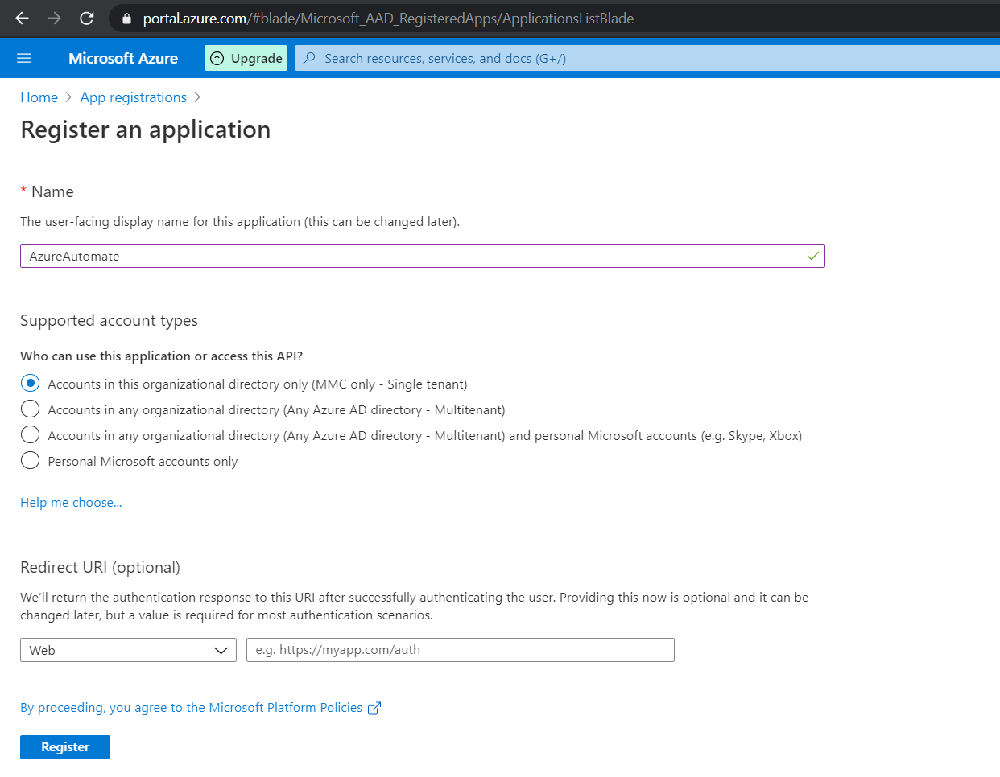 portal.azure.com/#blade/Microsoft_AAD_RegisteredApps/ApplicationsListBlade
Microsoft Azure Upgrade Search resources, services, and docs (G+/)
Home > App registrations >
Register an application
* Name
The user-facing display name for this application (this can be changed later).
AzureAutomate
Supported account types
Who can use this application or access this API?
Accounts in this organizational directory only (MMC only - Single tenant)
Accounts in any organizational directory (Any Azure AD directory - Multitenant)
Accounts in any organizational directory (Any Azure AD directory - Multitenant) and personal Microsoft accounts (e.g. Skype, Xbox)
Personal Microsoft accounts only
Help me choose...
Redirect URI (optional)
We'll return the authentication response to this URI after successfully authenticating the user. Providing this now is optional and it can be
changed later, but a value is required for most authentication scenarios.
Web e.g. https://myapp.com/auth
By proceeding, you agree to the Microsoft Platform Policies
Register